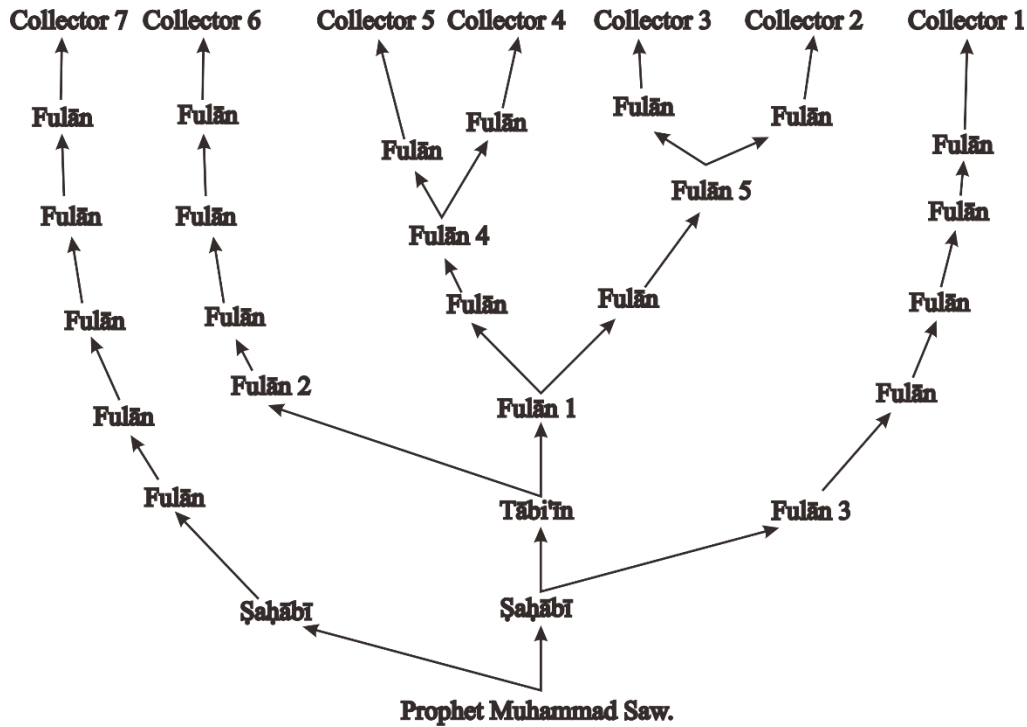 Collector 7 Collector 6 Collector 5 Collector 4 Collector 3 Collector 2 Collector 1
Fulān Fulān Fulān Fulān Fulān
Fulān Fulān
Fulān Fulān Fulān 5 Fulān
Fulān 4
Fulān Fulān Fulān Fulān Fulān
Fulān 2 Fulān
Fulān Fulān 1
Fulān Tābi'īn Fulān 3
Ṣaḥābī Ṣaḥābī
Prophet Muhammad Saw.